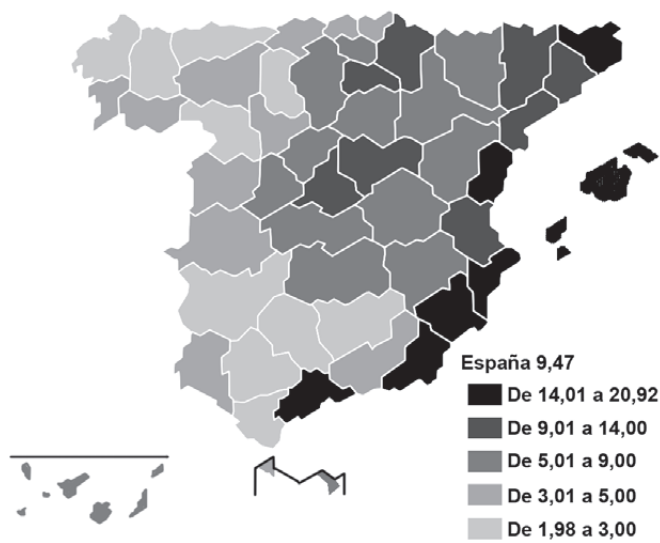 España 9,47
De 14,01 a 20,92
De 9,01 a 14,00
De 5,01 a 9,00
De 3,01 a 5,00
De 1,98 a 3,00